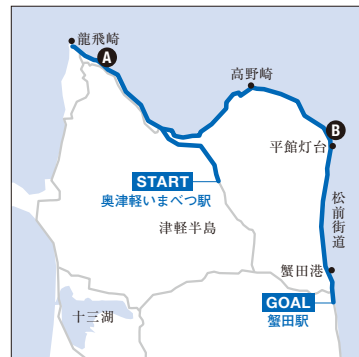 龍飛崎
A
高野崎
B
平館灯台
START
奥津軽いまべつ駅
松前街道
津軽半島
蟹田港
GOAL
蟹田駅
十三湖